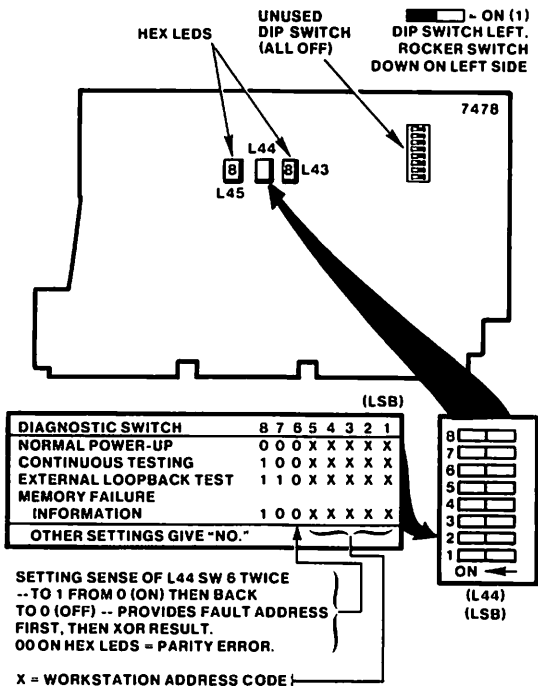 UNUSED
DIP SWITCH
(ALL OFF)
HEX LEDS
- ON (1)
DIP SWITCH LEFT.
ROCKER SWITCH
DOWN ON LEFT SIDE
7478
L44
8
8
L43
L45
(LSB)
DIAGNOSTIC SWITCH 8 7 6 5 4 3 2 1
NORMAL POWER-UP 0 0 0 X X X X X
CONTINUOUS TESTING 1 0 0 X X X X X
EXTERNAL LOOPBACK TEST 1 1 0 X X X X X
MEMORY FAILURE
INFORMATION 1 0 0 X X X X X
OTHER SETTINGS GIVE "NO."
8
7
6
5
4
3
2
1
ON
(L44)
(LSB)
SETTING SENSE OF L44 SW 6 TWICE
--TO 1 FROM 0 (ON) THEN BACK
TO 0 (OFF) -- PROVIDES FAULT ADDRESS
FIRST, THEN XOR RESULT.
00 ON HEX LEDS = PARITY ERROR.
X = WORKSTATION ADDRESS CODE